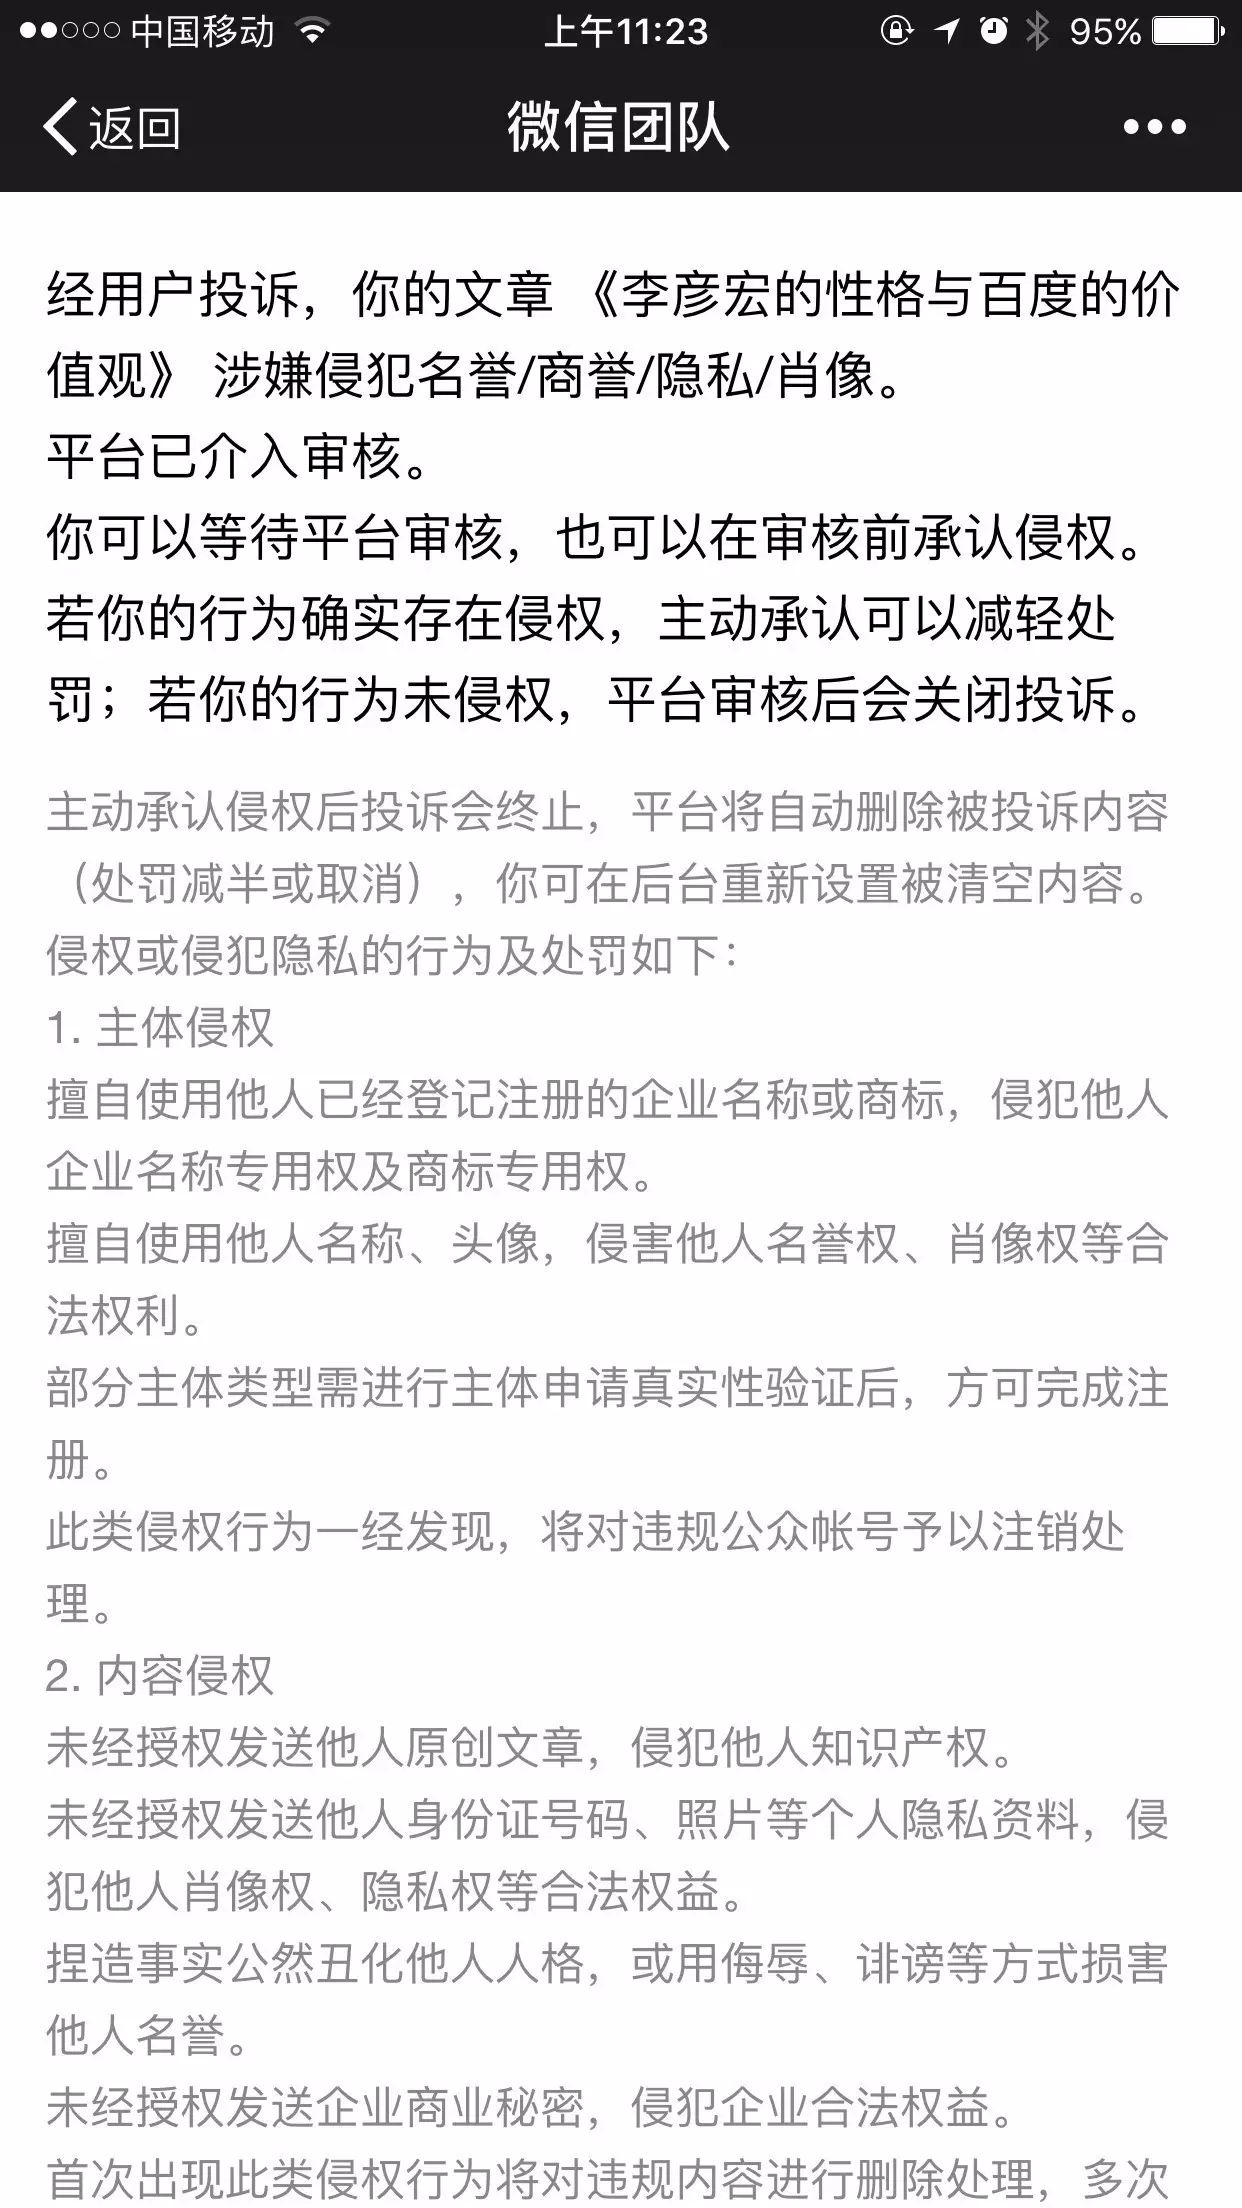 中国移动
上午11:23
95%
返回
微信团队
经用户投诉，你的文章 《李彦宏的性格与百度的价
值观》 涉嫌侵犯名誉/商誉/隐私/肖像。
平台已介入审核。
你可以等待平台审核，也可以在审核前承认侵权。
若你的行为确实存在侵权，主动承认可以减轻处
罚；若你的行为未侵权，平台审核后会关闭投诉。
主动承认侵权后投诉会终止，平台将自动删除被投诉内容
（处罚减半或取消），你可在后台重新设置被清空内容。
侵权或侵犯隐私的行为及处罚如下：
1. 主体侵权
擅自使用他人已经登记注册的企业名称或商标，侵犯他人
企业名称专用权及商标专用权。
擅自使用他人名称、头像，侵害他人名誉权、肖像权等合
法权利。
部分主体类型需进行主体申请真实性验证后，方可完成注
册。
此类侵权行为一经发现，将对违规公众帐号予以注销处
理。
2. 内容侵权
未经授权发送他人原创文章，侵犯他人知识产权。
未经授权发送他人身份证号码、照片等个人隐私资料，侵
犯他人肖像权、隐私权等合法权益。
捏造事实公然丑化他人人格，或用侮辱、诽谤等方式损害
他人名誉。
未经授权发送企业商业秘密，侵犯企业合法权益。
首次出现此类侵权行为将对违规内容进行删除处理，多次